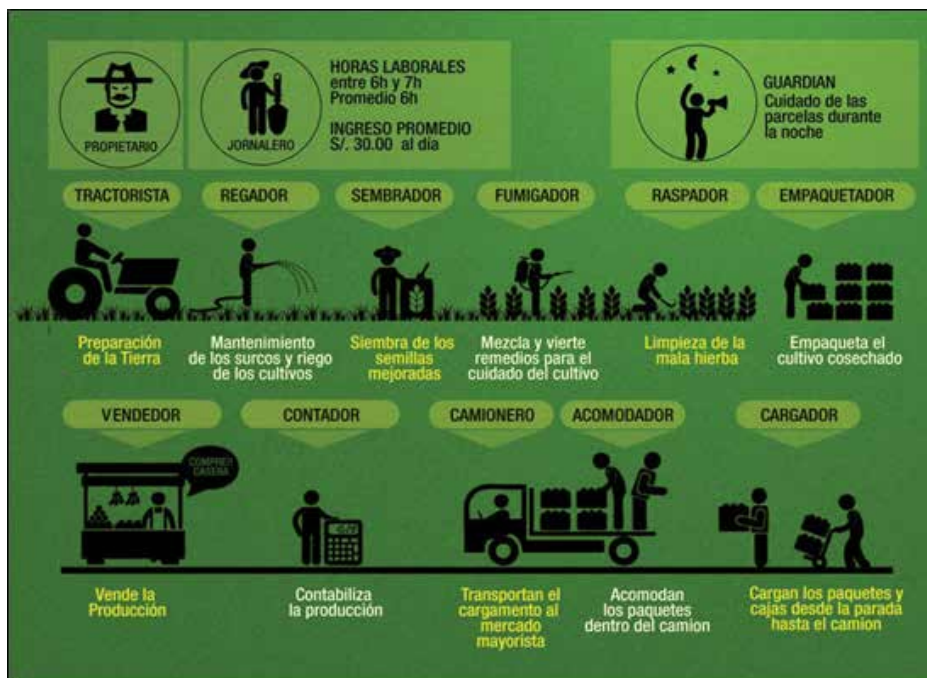 PROPIETARIO
JORNALERO
HORAS LABORALES
entre 6h y 7h
Promedio 6h
INGRESO PROMEDIO
S/. 30.00 al día
GUARDIAN
Cuidado de las
parcelas durante
la noche
TRACTORISTA
REGADOR
SEMBRADOR
FUMIGADOR
RASPADOR
EMPAQUETADOR
Preparación
de la Tierra
Mantenimiento
de los surcos y riego
de los cultivos
Siembra de los
semillas
mejoradas
Mezcla y vierte
remedios para el
cuidado del cultivo
Limpieza de la
mala hierba
Empaqueta el
cultivo cosechado
VENDEDOR
CONTADOR
CAMIONERO
ACOMODADOR
CARGADOR
CASERA
Vende la
Producción
Contabiliza
la producción
Transportan el
cargamento al
mercado
mayorista
Acomodan
los paquetes
dentro del camion
Cargan los paquetes y
cajas desde la parada
hasta el camion